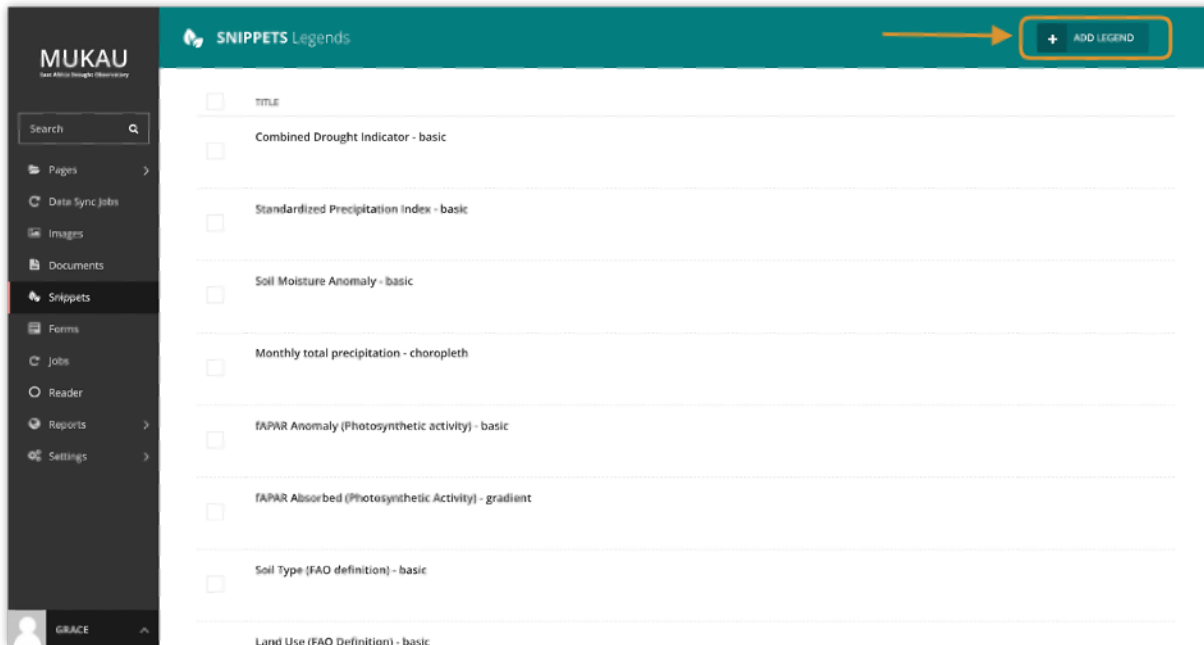 MUKAU
East Africa Drought Observatory
Search
Pages
Data Sync Jobs
Images
Documents
Snippets
Forms
Jobs
Reader
Reports
Settings
GRACE
SNIPPETS Legends
ADD LEGEND
TITLE
Combined Drought Indicator - basic
Standardized Precipitation Index - basic
Soil Moisture Anomaly - basic
Monthly total precipitation - choropleth
fAPAR Anomaly (Photosynthetic activity) - basic
fAPAR Absorbed (Photosynthetic Activity) - gradient
Soil Type (FAO definition) - basic
Land Use (FAO Definition) - basic